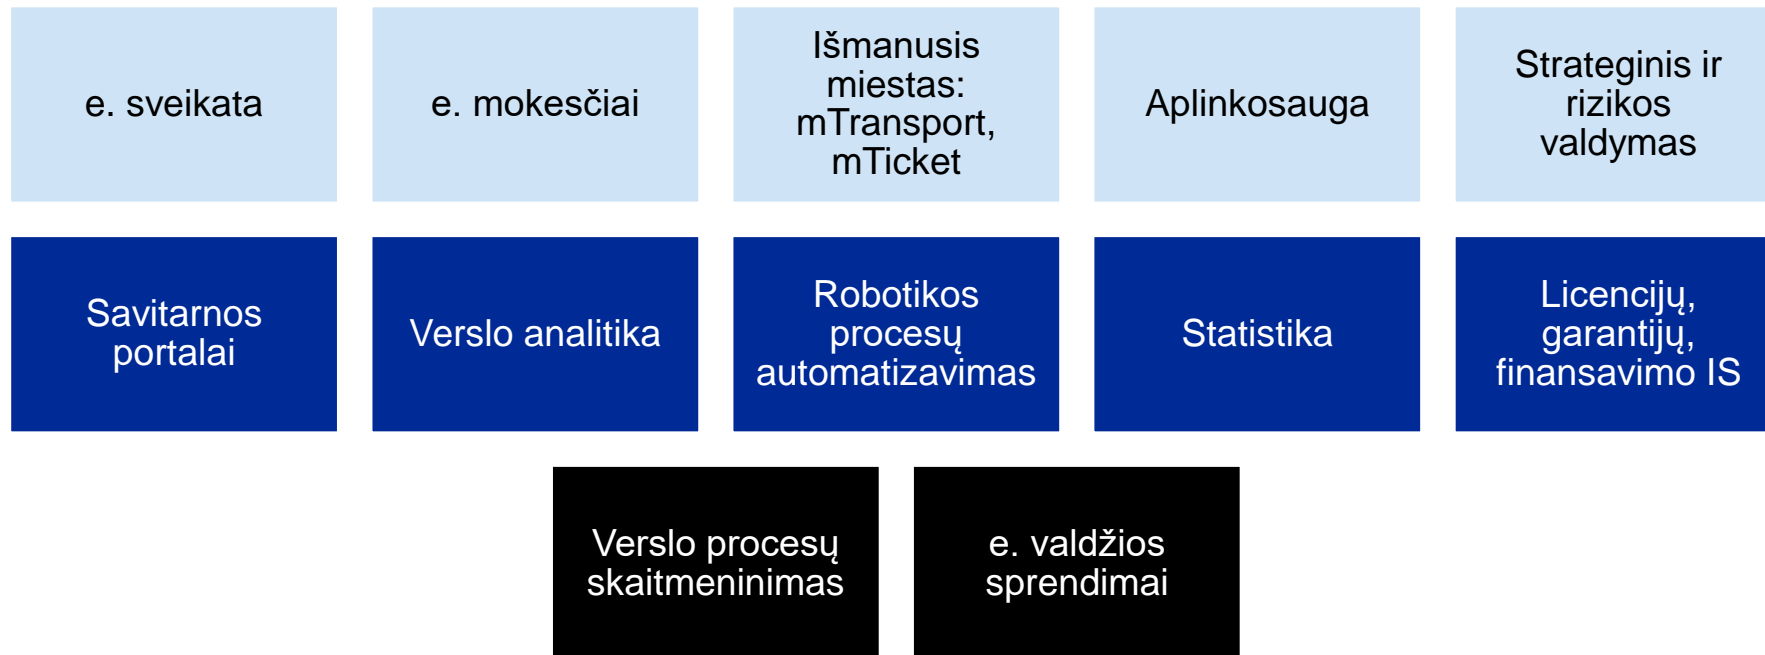 e. sveikata
e. mokesčiai
Išmanusis
miestas:
mTransport,
mTicket
Aplinkosauga
Strateginis ir
rizikos
valdymas
Savitarnos
portalai
Verslo analitika
Robotikos
procesų
automatizavimas
Statistika
Licencijų,
garantijų,
finansavimo IS
Verslo procesų
skaitmeninimas
e. valdžios
sprendimai